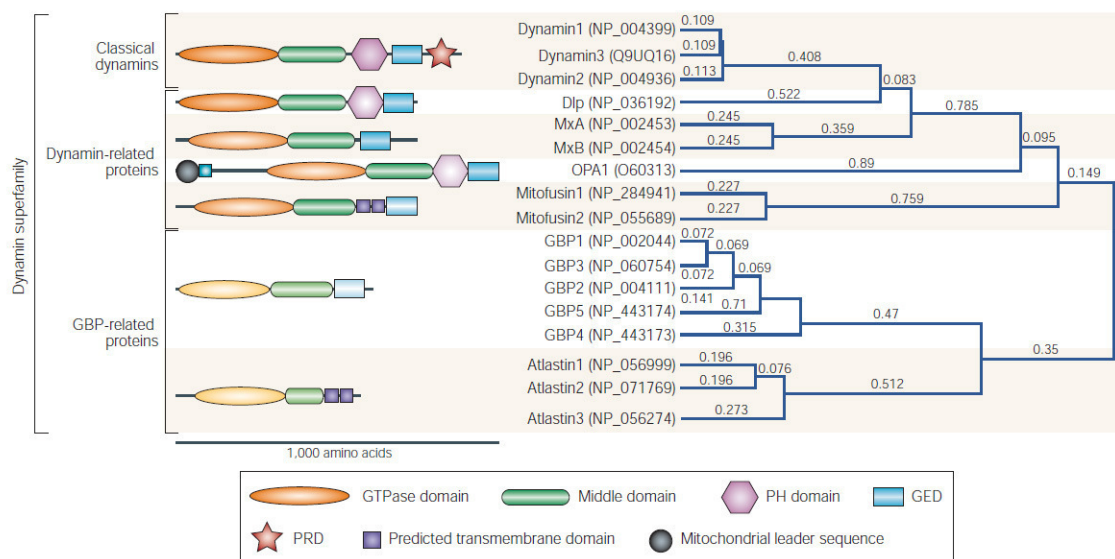 Dynamin superfamily
Classical
dynamins
Dynamin-related
proteins
GBP-related
proteins
Dynamin1 (NP_004399)
Dynamin3 (Q9UQ16)
Dynamin2 (NP_004936)
Dlp (NP_036192)
MxA (NP_002453)
MxB (NP_002454)
OPA1 (O60313)
Mitofusin1 (NP_284941)
Mitofusin2 (NP_055689)
GBP1 (NP_002044)
GBP3 (NP_060754)
GBP2 (NP_004111)
GBP5 (NP_443174)
GBP4 (NP_443173)
Atlastin1 (NP_056999)
Atlastin2 (NP_071769)
Atlastin3 (NP_056274)
0.109
0.109
0.113
0.408
0.522
0.083
0.245
0.245
0.359
0.785
0.89
0.095
0.227
0.227
0.759
0.149
0.072
0.072
0.069
0.069
0.141
0.71
0.315
0.47
0.35
0.196
0.196
0.076
0.273
0.512
1,000 amino acids
GTPase domain
Middle domain
PH domain
GED
PRD
Predicted transmembrane domain
Mitochondrial leader sequence